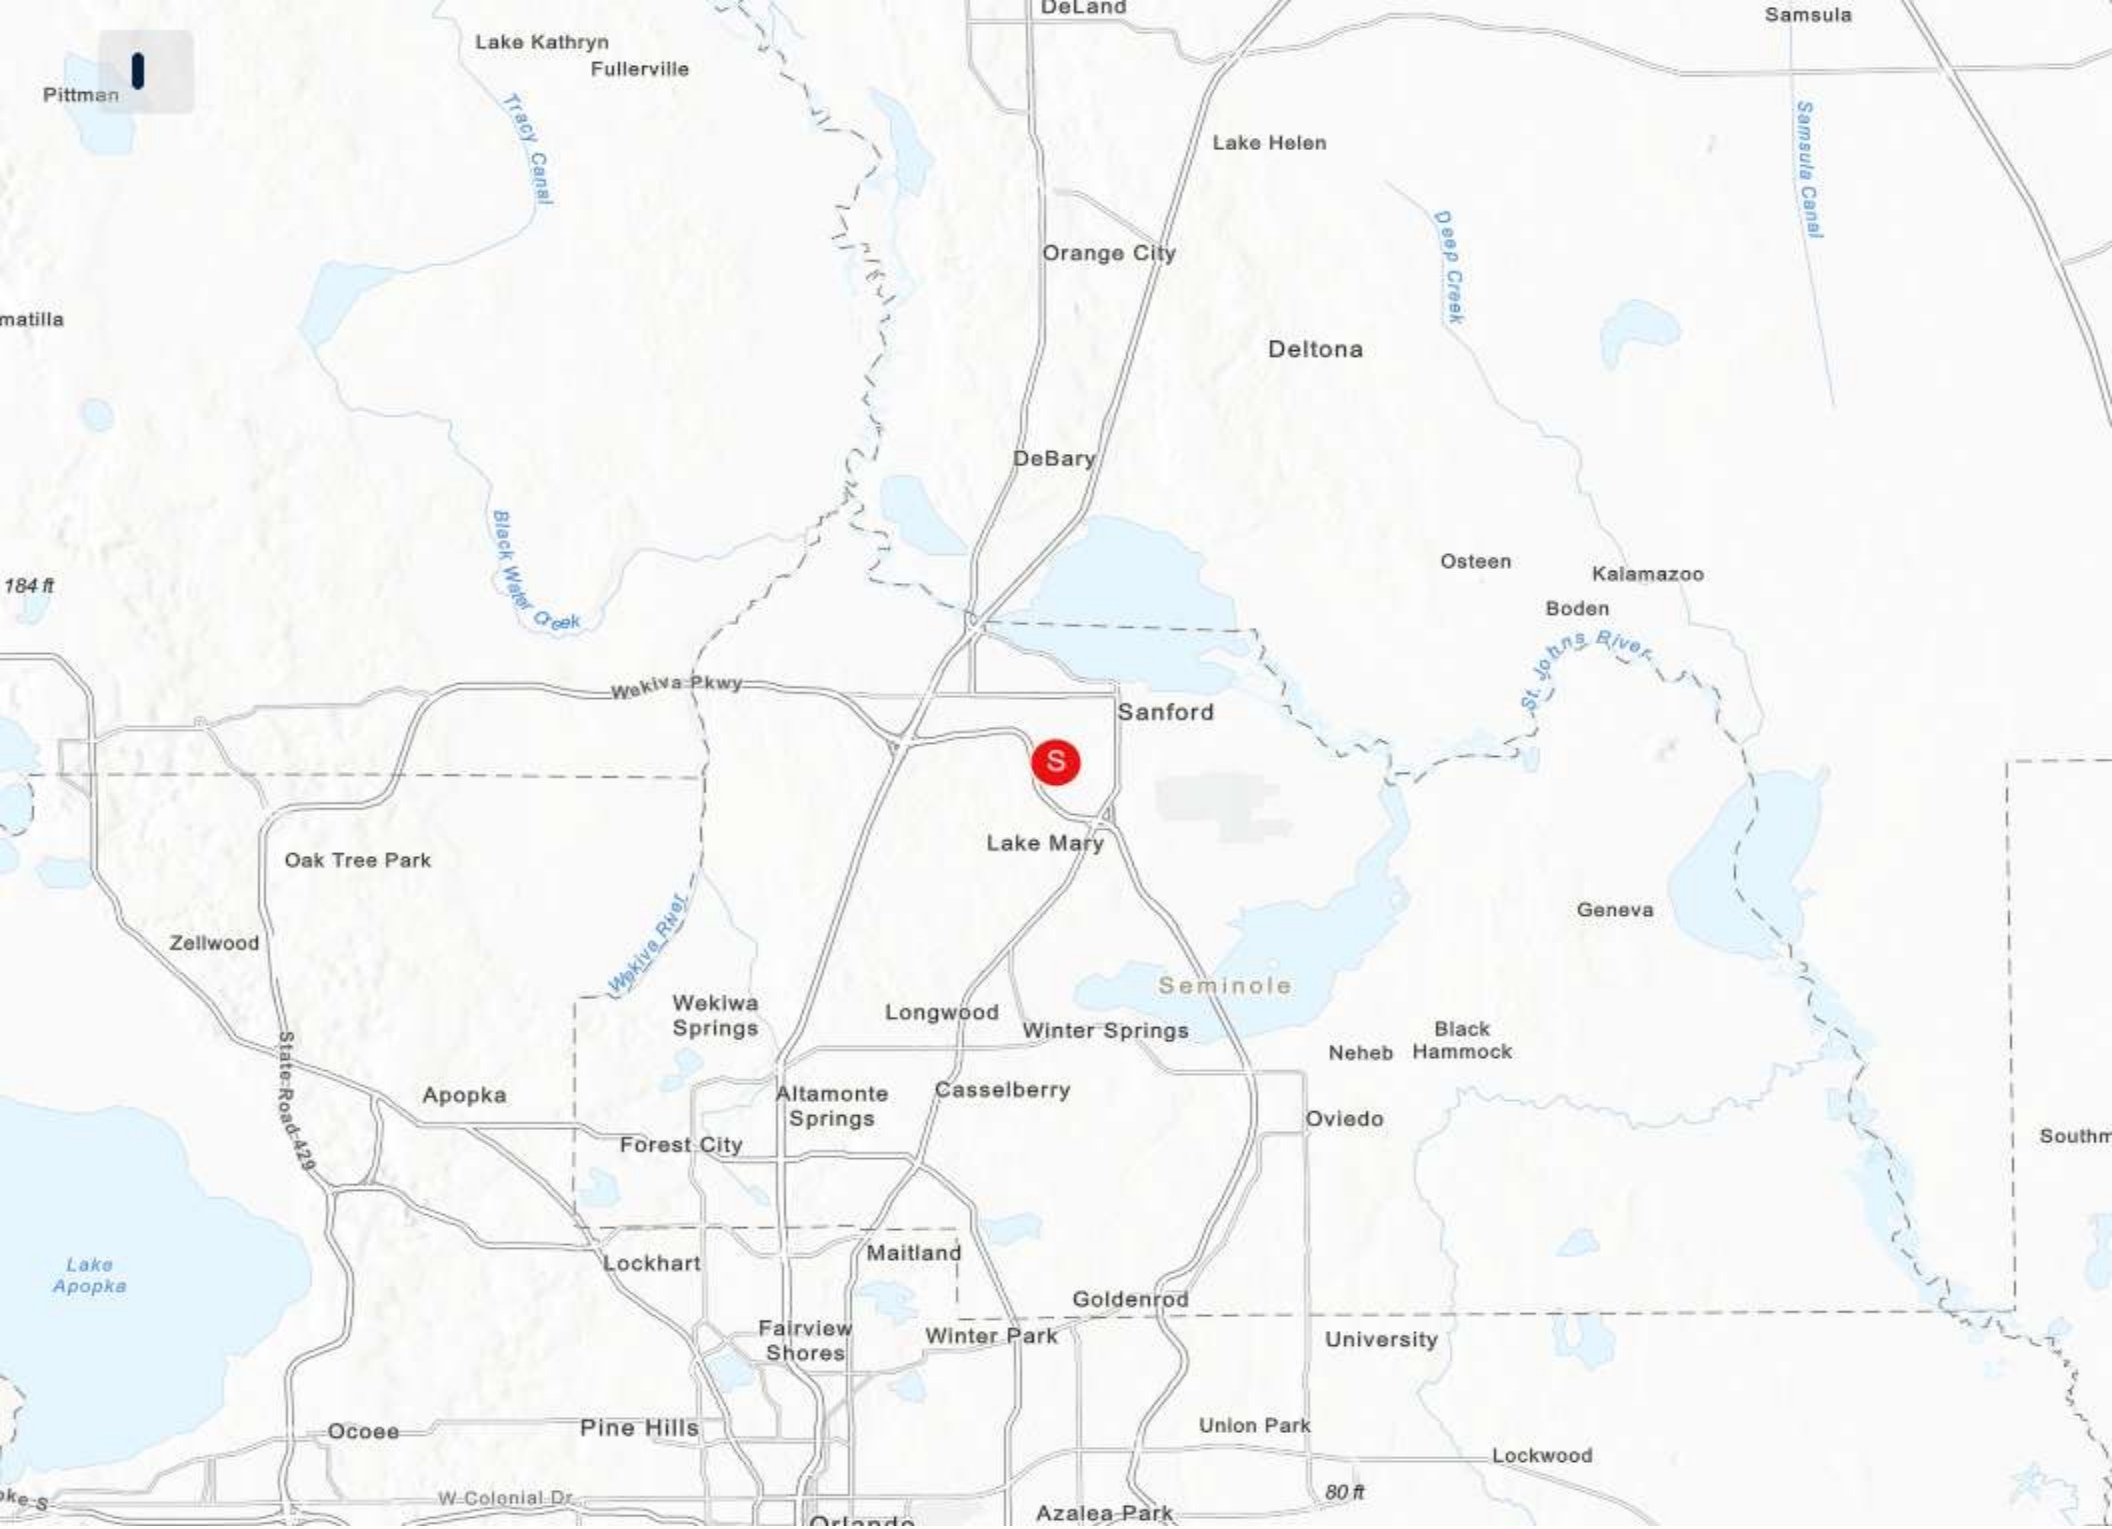 DeLand
Samsula
Lake Kathryn
Fullerville
Pittman
Tracy Canal
Lake Helen
Samsula Canal
Orange City
Deep Creek
matilla
Deltona
DeBary
Black Water Creek
Osteen
Kalamazoo
184 ft
Boden
St. Johns River
Wekiva Pkwy
Sanford
S
Lake Mary
Oak Tree Park
Geneva
Zellwood
Wekiva River
Seminole
Wekiwa
Springs
Longwood
Winter Springs
Black
Hammock
Neheb
State Road 429
Apopka
Altamonte
Springs
Casselberry
Oviedo
Forest City
Southm
Lake
Apopka
Lockhart
Maitland
Goldenrod
Fairview
Shores
Winter Park
University
Ocoee
Pine Hills
Union Park
Lockwood
oke S
W Colonial Dr
80 ft
Azalea Park
Orlando